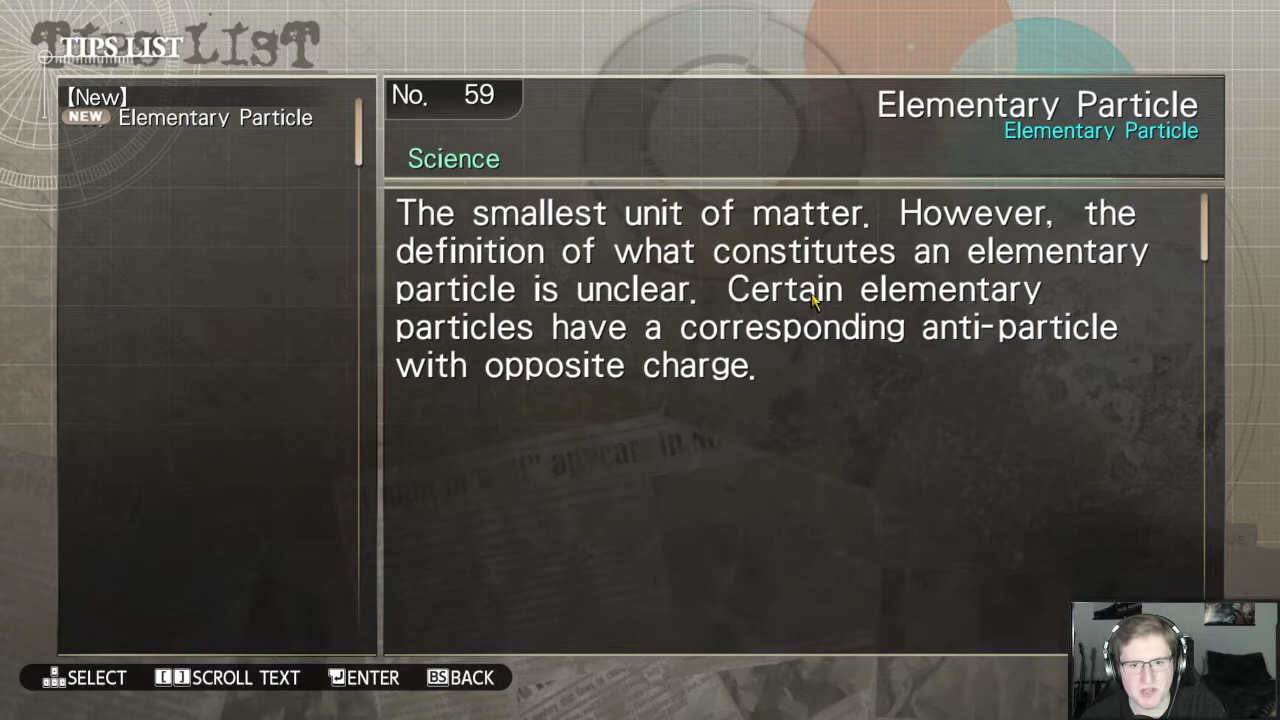 TIPS LIST
TIPS LIST
【New】
NEW Elementary Particle
No. 59
Elementary Particle
Elementary Particle
Science
The smallest unit of matter. However, the
definition of what constitutes an elementary
particle is unclear. Certain elementary
particles have a corresponding anti-particle
with opposite charge.
SELECT [ ] SCROLL TEXT ENTER BS BACK